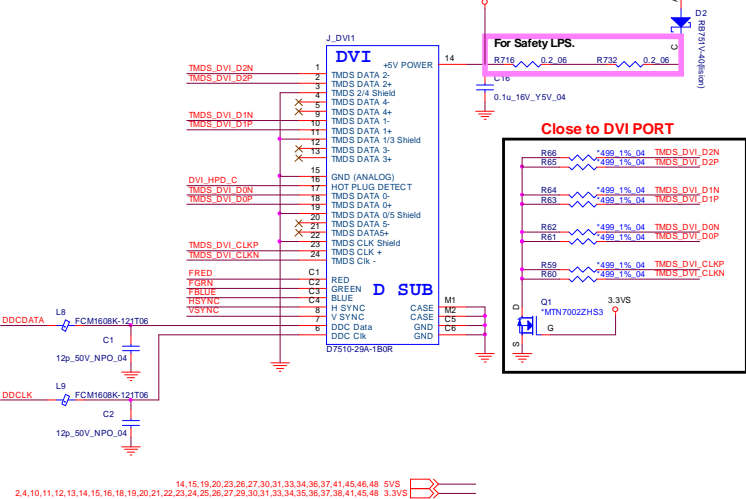 D2
RB751V-40(lision)
A
C
For Safety LPS.
R716 0.2_06 R732 0.2_06
J_DVI1
DVI
+5V POWER 14
C16
0.1u_16V_Y5V_04
TMDS_DVI_D2N 1 TMDS DATA 2-
TMDS_DVI_D2P 2 TMDS DATA 2+
3 TMDS 2/4 Shield
4 TMDS DATA 4-
5 TMDS DATA 4+
TMDS_DVI_D1N 9 TMDS DATA 1-
TMDS_DVI_D1P 10 TMDS DATA 1+
11 TMDS DATA 1/3 Shield
12 TMDS DATA 3-
13 TMDS DATA 3+
15 GND (ANALOG)
DVI_HPD_C 16 HOT PLUG DETECT
TMDS_DVI_D0N 17 TMDS DATA 0-
TMDS_DVI_D0P 18 TMDS DATA 0+
19 TMDS DATA 0/5 Shield
20 TMDS DATA 5-
21 TMDS DATA5+
22 TMDS CLK Shield
TMDS_DVI_CLKP 23 TMDS CLK +
TMDS_DVI_CLKN 24 TMDS Clk -
FRED C1 RED
FGRN C2 GREEN
FBLUE C3 BLUE
HSYNC C4 H SYNC
VSYNC 8 V SYNC
7 DDC Data
6 DDC Clk
D SUB
CASE M1
CASE M2
GND C5
GND C6
D7510-29A-1B0R
Close to DVI PORT
R66 *499_1%_04 TMDS_DVI_D2N
R65 TMDS_DVI_D2P
R64 *499_1%_04 TMDS_DVI_D1N
R63 TMDS_DVI_D1P
R62 *499_1%_04 TMDS_DVI_D0N
R61 TMDS_DVI_D0P
R59 *499_1%_04 TMDS_DVI_CLKP
R60 *499_1%_04 TMDS_DVI_CLKN
D Q1 3.3VS
*MTN7002ZHS3
G
S
L8
DDCDATA FCM1608K-121T06
C1
12p_50V_NPO_04
L9
DDCLK FCM1608K-121T06
C2
12p_50V_NPO_04
14,15,19,20,23,26,27,30,31,33,34,36,37,41,45,46,48 5VS
2,4,10,11,12,13,14,15,16,18,19,20,21,22,23,24,25,26,27,29,30,31,33,34,35,36,37,38,41,45,48 3.3VS